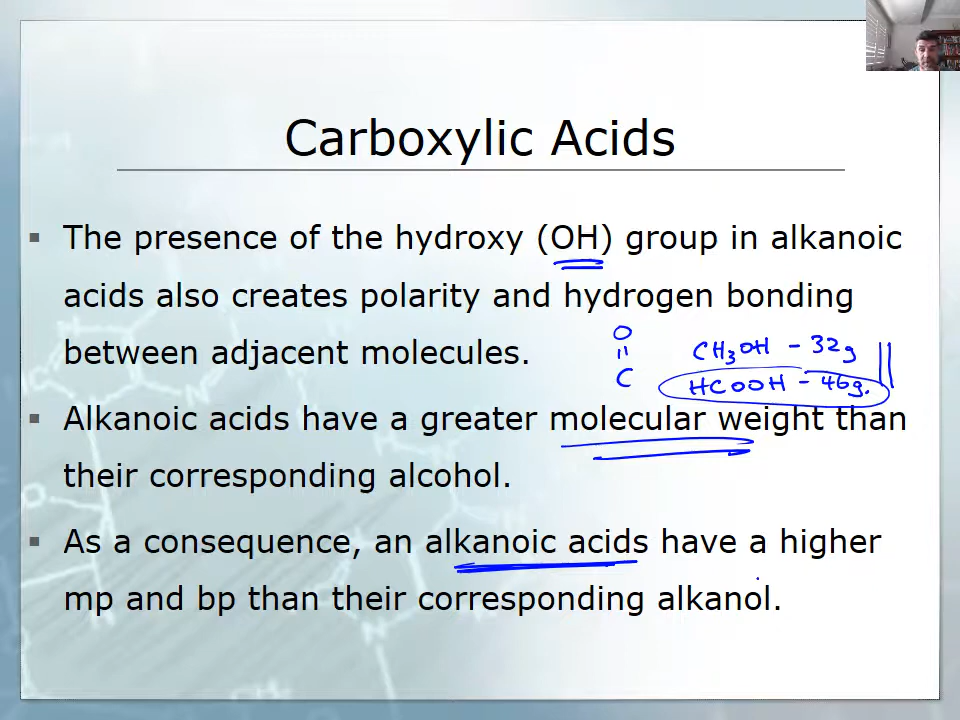 Carboxylic Acids
▪ The presence of the hydroxy (OH) group in alkanoic
acids also creates polarity and hydrogen bonding
between adjacent molecules.
O
=
C
CH₃OH - 32g
HCOOH - 46g.
▪ Alkanoic acids have a greater molecular weight than
their corresponding alcohol.
▪ As a consequence, an alkanoic acids have a higher
mp and bp than their corresponding alkanol.